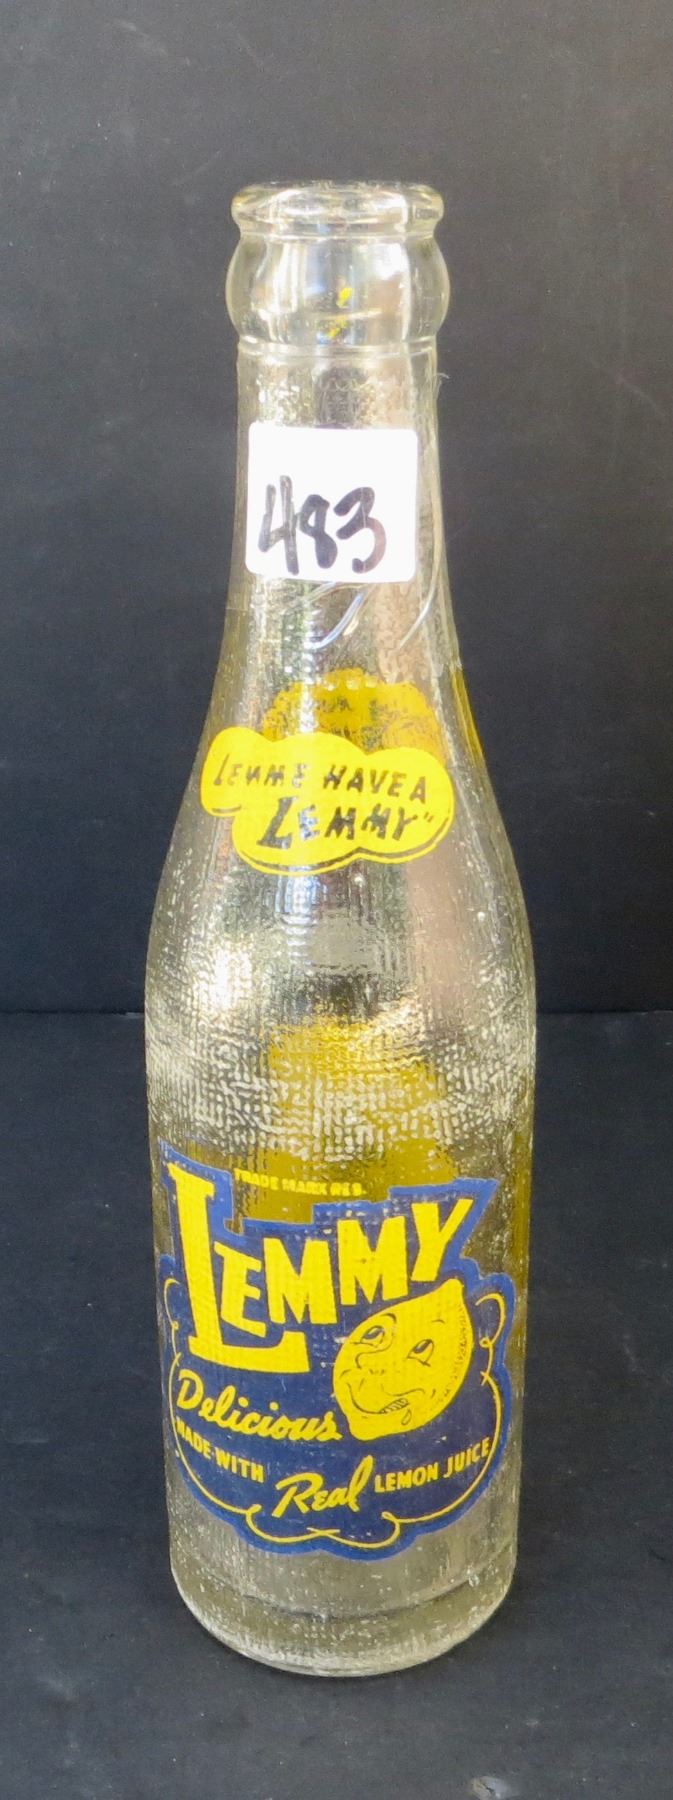 483
LEMME HAVE A
LEMMY"
TRADE MARK REG
LEMMY
Delicious
MADE WITH
Real LEMON JUICE